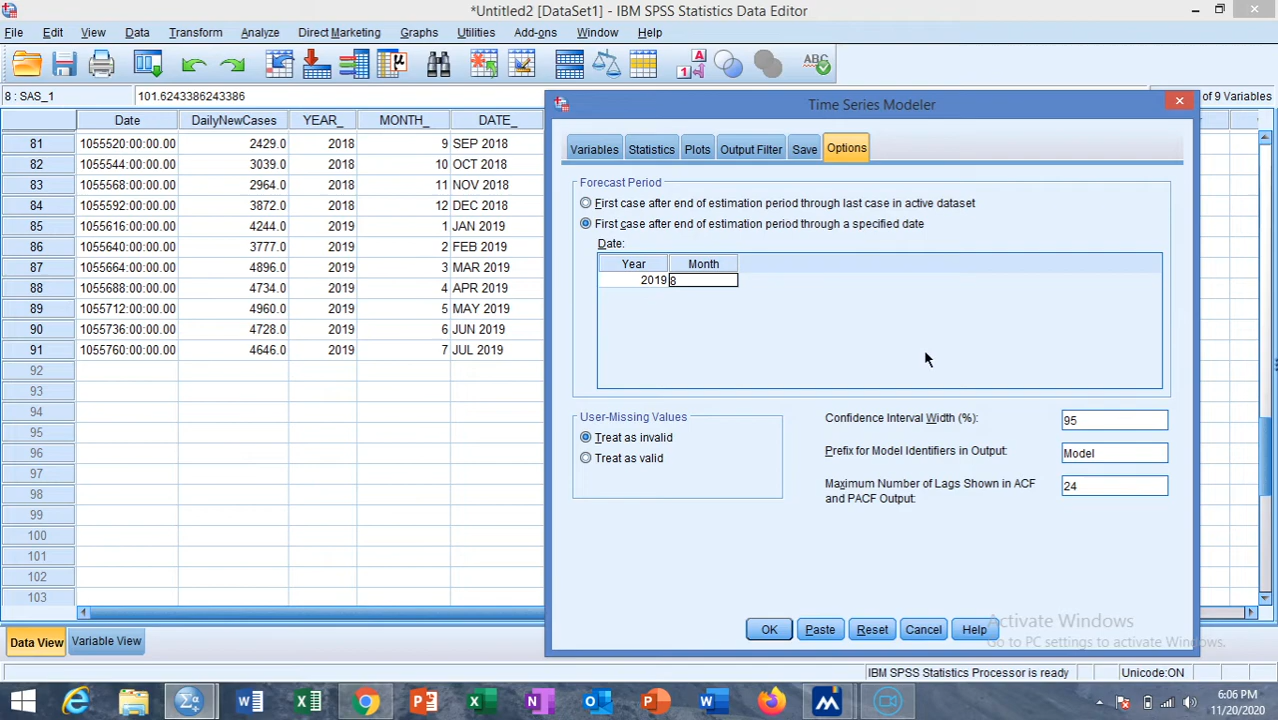 *Untitled2 [DataSet1] - IBM SPSS Statistics Data Editor
File Edit View Data Transform Analyze Direct Marketing Graphs Utilities Add-ons Window Help
8 : SAS_1 101.6243386243386 of 9 Variables
Date DailyNewCases YEAR_ MONTH_ DATE_
81 1055520:00:00.00 2429.0 2018 9 SEP 2018
82 1055544:00:00.00 3039.0 2018 10 OCT 2018
83 1055568:00:00.00 2964.0 2018 11 NOV 2018
84 1055592:00:00.00 3872.0 2018 12 DEC 2018
85 1055616:00:00.00 4244.0 2019 1 JAN 2019
86 1055640:00:00.00 3777.0 2019 2 FEB 2019
87 1055664:00:00.00 4896.0 2019 3 MAR 2019
88 1055688:00:00.00 4734.0 2019 4 APR 2019
89 1055712:00:00.00 4960.0 2019 5 MAY 2019
90 1055736:00:00.00 4728.0 2019 6 JUN 2019
91 1055760:00:00.00 4646.0 2019 7 JUL 2019
92
93
94
95
96
97
98
99
100
101
102
103
Data View Variable View
Time Series Modeler
Variables Statistics Plots Output Filter Save Options
Forecast Period
First case after end of estimation period through last case in active dataset
First case after end of estimation period through a specified date
Date:
Year Month
2019 8
User-Missing Values
Treat as invalid
Treat as valid
Confidence Interval Width (%): 95
Prefix for Model Identifiers in Output: Model
Maximum Number of Lags Shown in ACF
and PACF Output: 24
OK Paste Reset Cancel Help
Activate Windows
Go to PC settings to activate Windows.
IBM SPSS Statistics Processor is ready Unicode:ON
6:06 PM
11/20/2020